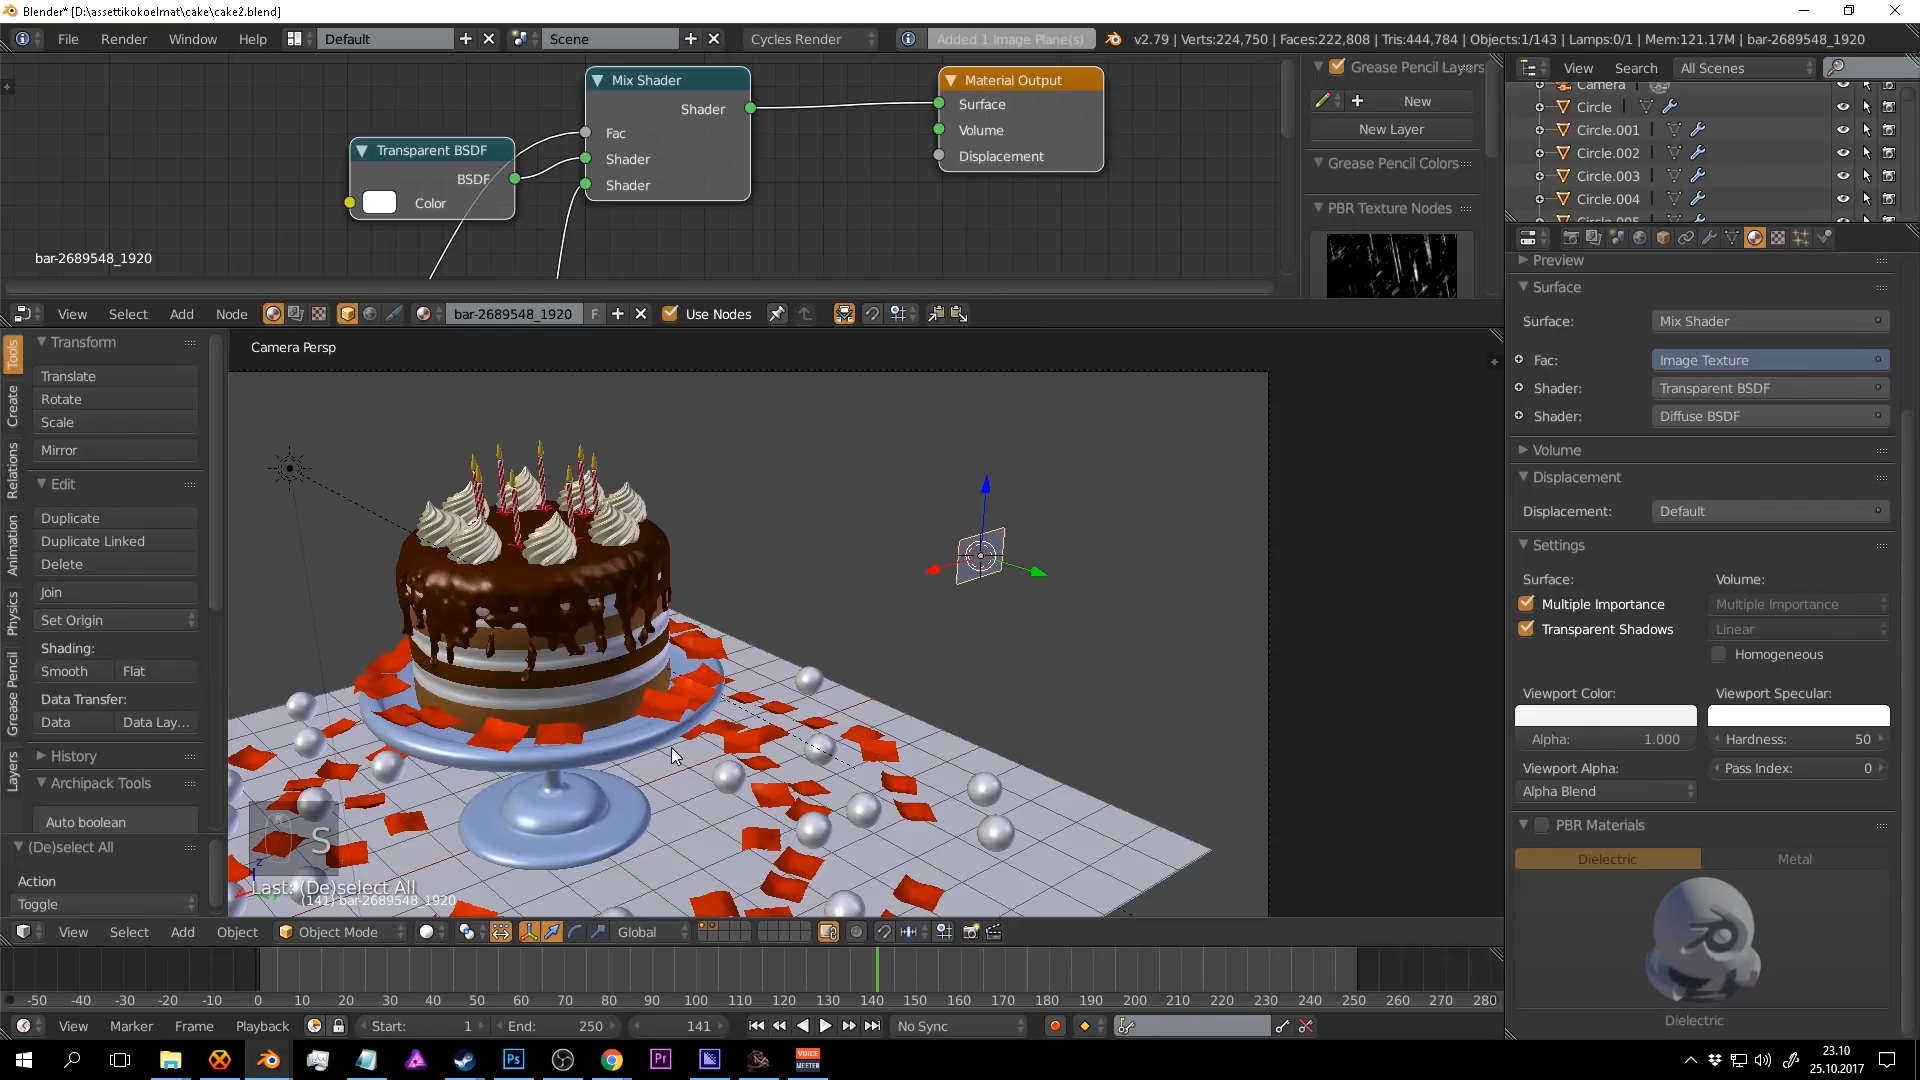 Blender* [D:\assettikokoelmat\cake\cake2.blend]
File Render Window Help Default Scene Cycles Render Added 1 Image Plane(s) v2.79 | Verts:224,750 | Faces:222,808 | Tris:444,784 | Objects:1/143 | Lamps:0/1 | Mem:121.17M | bar-2689548_1920
Mix Shader
Shader
Fac
Shader
Shader
Material Output
Surface
Volume
Displacement
Transparent BSDF
BSDF
Color
bar-2689548_1920
Grease Pencil Layers
New
New Layer
Grease Pencil Colors
PBR Texture Nodes
View Search All Scenes
Camera
Circle
Circle.001
Circle.002
Circle.003
Circle.004
Circle.005
View Select Add Node bar-2689548_1920 F Use Nodes
Tools
Create
Relations
Animation
Physics
Grease Pencil
Layers
Transform
Translate
Rotate
Scale
Mirror
Edit
Duplicate
Duplicate Linked
Delete
Join
Set Origin
Shading:
Smooth Flat
Data Transfer:
Data Data Lay...
History
Archipack Tools
Auto boolean
(De)select All
Action
Toggle
Camera Persp
S
z
Last: (De)select All
(141) bar-2689548_1920
Preview
Surface
Surface: Mix Shader
Fac: Image Texture
Shader: Transparent BSDF
Shader: Diffuse BSDF
Volume
Displacement
Displacement: Default
Settings
Surface: Volume:
Multiple Importance Multiple Importance
Transparent Shadows Linear
Homogeneous
Viewport Color: Viewport Specular:
Alpha: 1.000 Hardness: 50
Viewport Alpha: Pass Index: 0
Alpha Blend
PBR Materials
Dielectric Metal
Dielectric
View Select Add Object Object Mode Global
-50 -40 -30 -20 -10 0 10 20 30 40 50 60 70 80 90 100 110 120 130 140 150 160 170 180 190 200 210 220 230 240 250 260 270 280
View Marker Frame Playback Start: 1 End: 250 141 No Sync
Ps Pr VOICE MEETER
23.10
25.10.2017